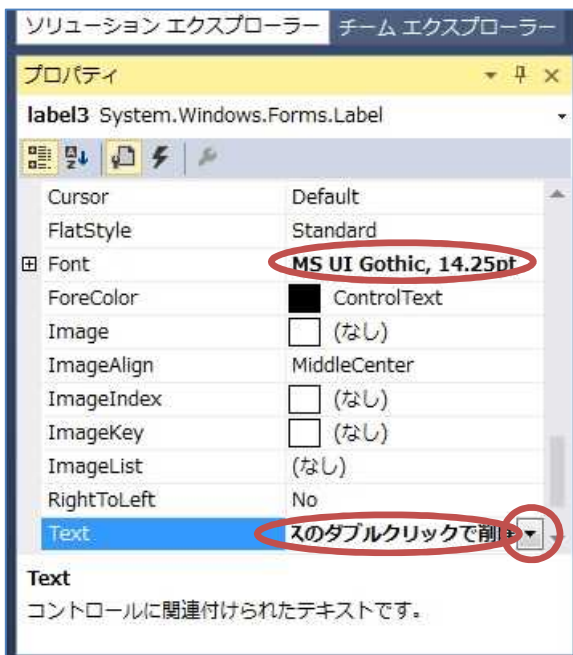 ソリューション エクスプローラー チーム エクスプローラー
プロパティ
label3 System.Windows.Forms.Label
Cursor Default
FlatStyle Standard
Font MS UI Gothic, 14.25pt
ForeColor ControlText
Image (なし)
ImageAlign MiddleCenter
ImageIndex (なし)
ImageKey (なし)
ImageList (なし)
RightToLeft No
Text スのダブルクリックで削
Text
コントロールに関連付けられたテキストです。